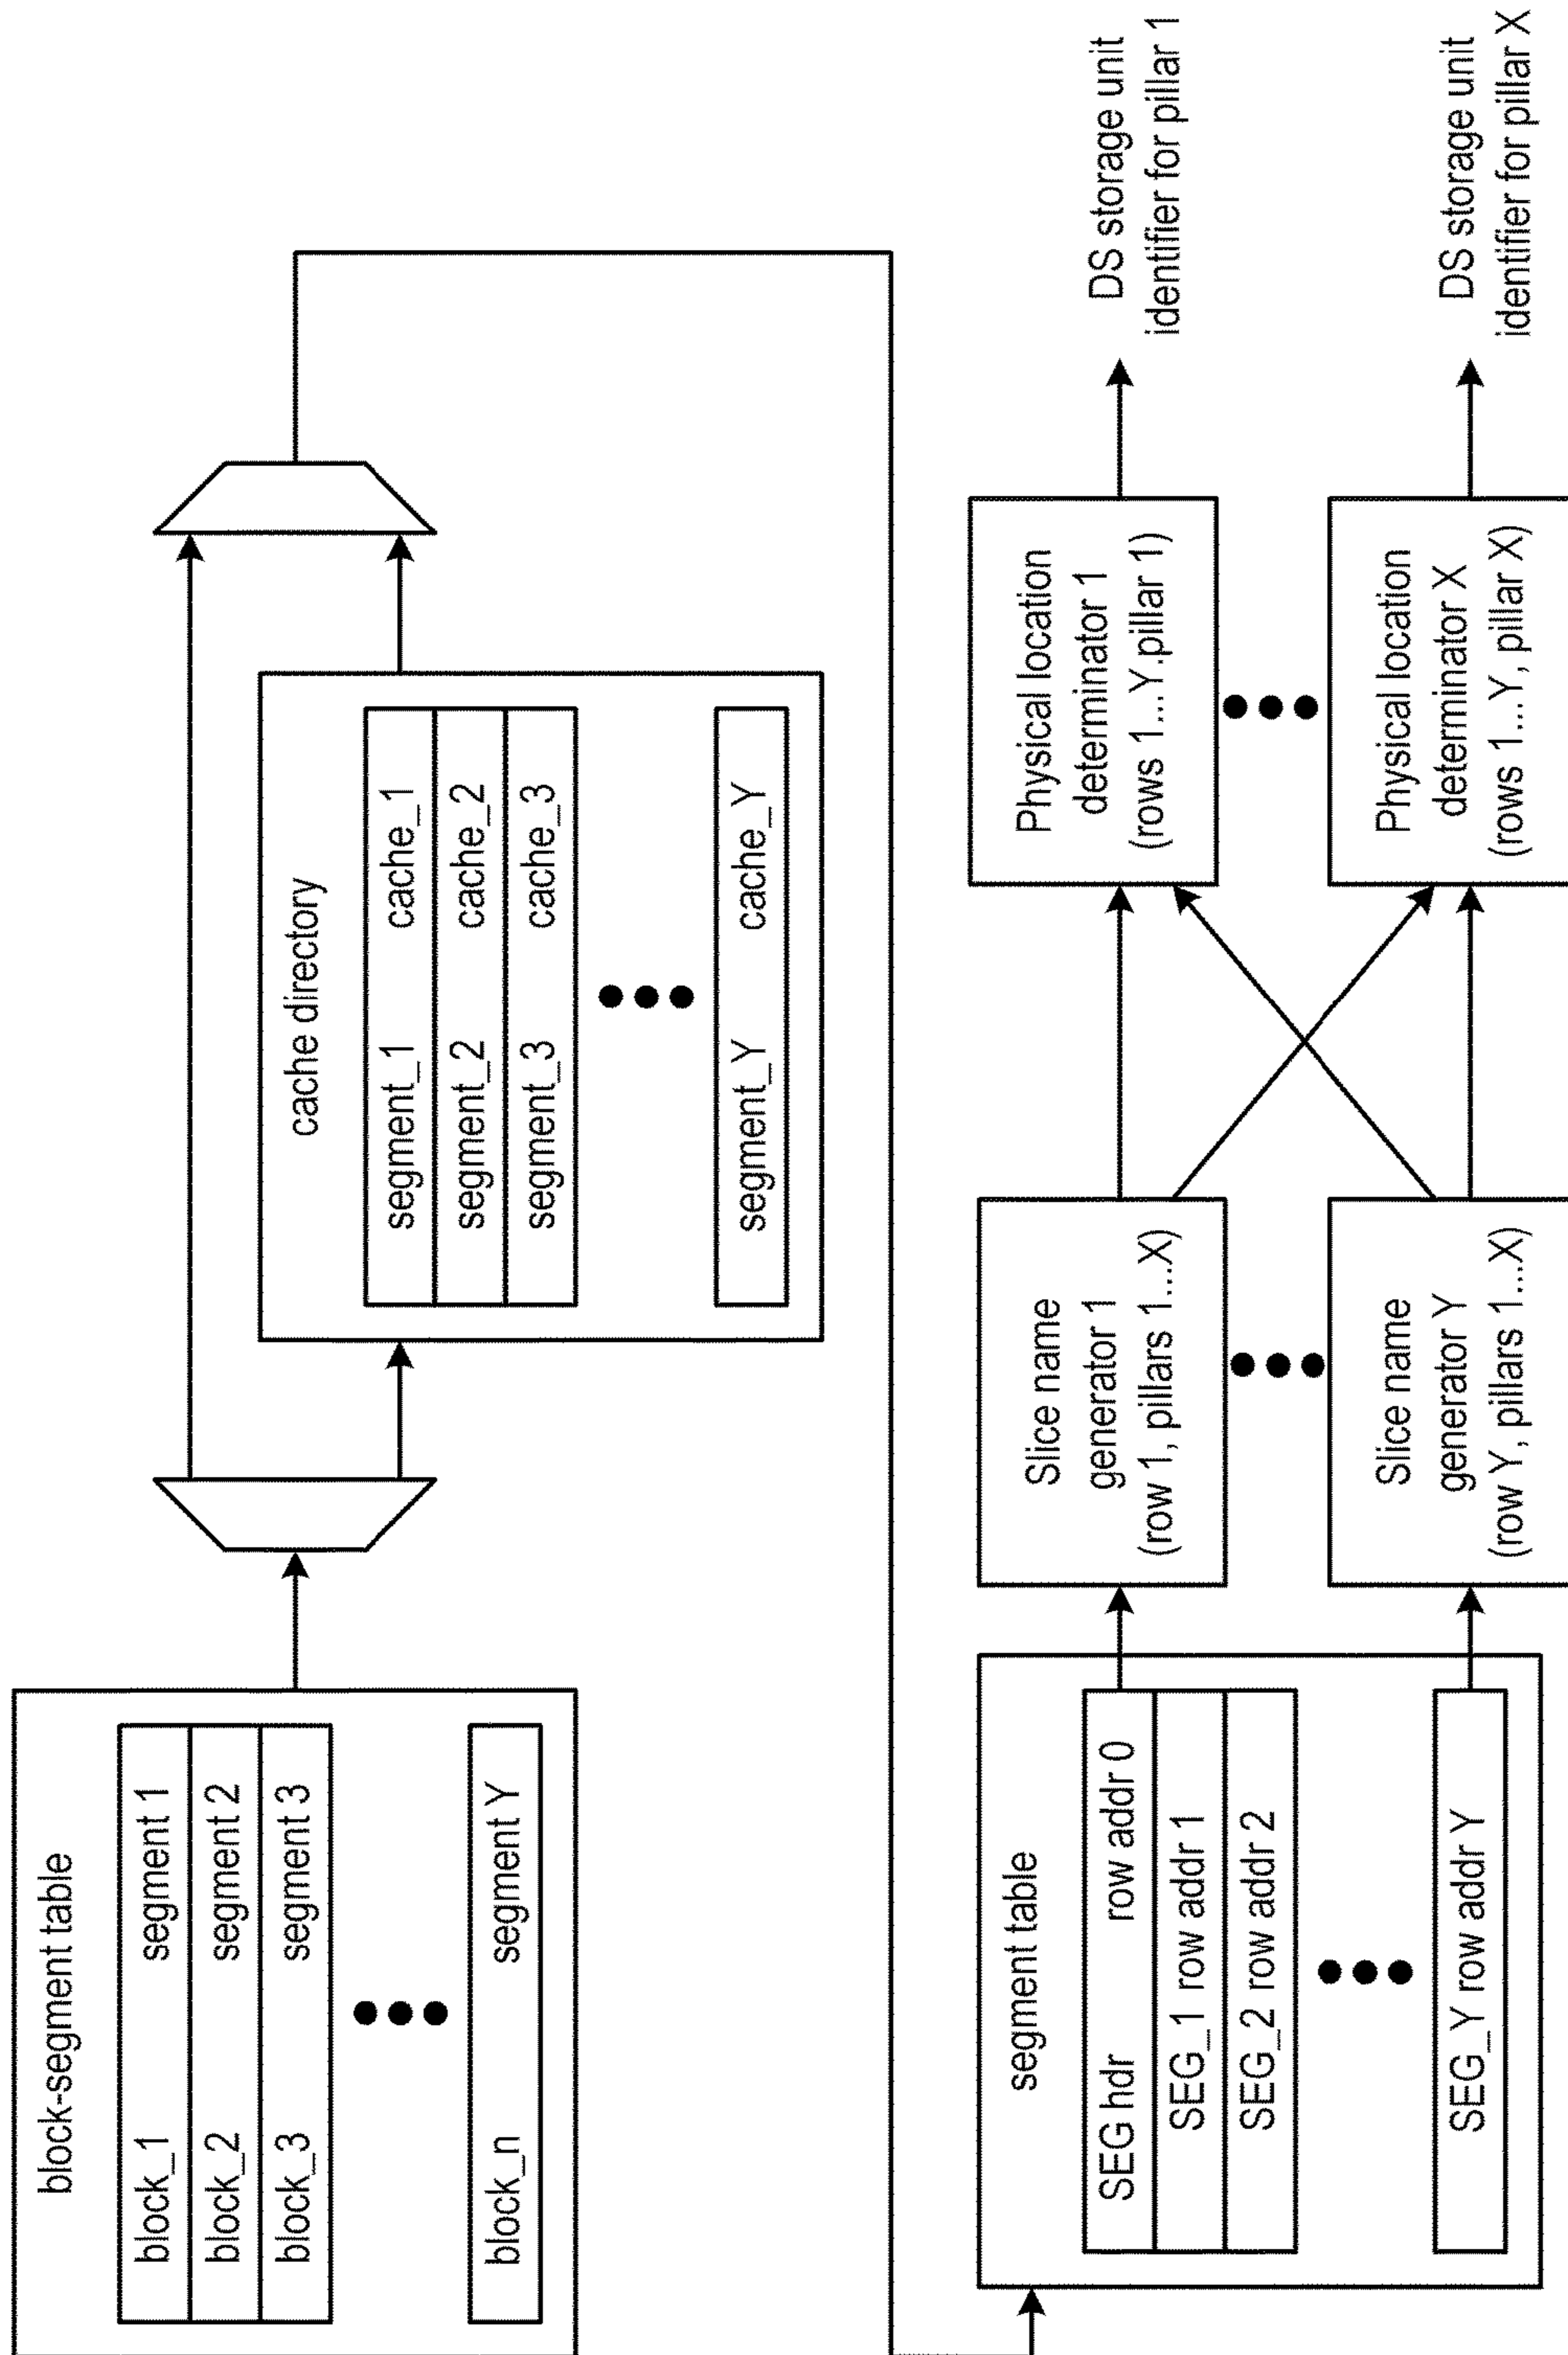 block-segment table
block_1 segment 1
block_2 segment 2
block_3 segment 3
block_n segment Y
cache directory
segment_1 cache_1
segment_2 cache_2
segment_3 cache_3
segment_Y cache_Y
segment table
SEG hdr row addr 0
SEG_1 row addr 1
SEG_2 row addr 2
SEG_Y row addr Y
Slice name
generator 1
(row 1, pillars 1...X)
Slice name
generator Y
(row Y, pillars 1...X)
Physical location
determinator 1
(rows 1...Y.pillar 1)
Physical location
determinator X
(rows 1...Y, pillar X)
DS storage unit
identifier for pillar 1
DS storage unit
identifier for pillar X